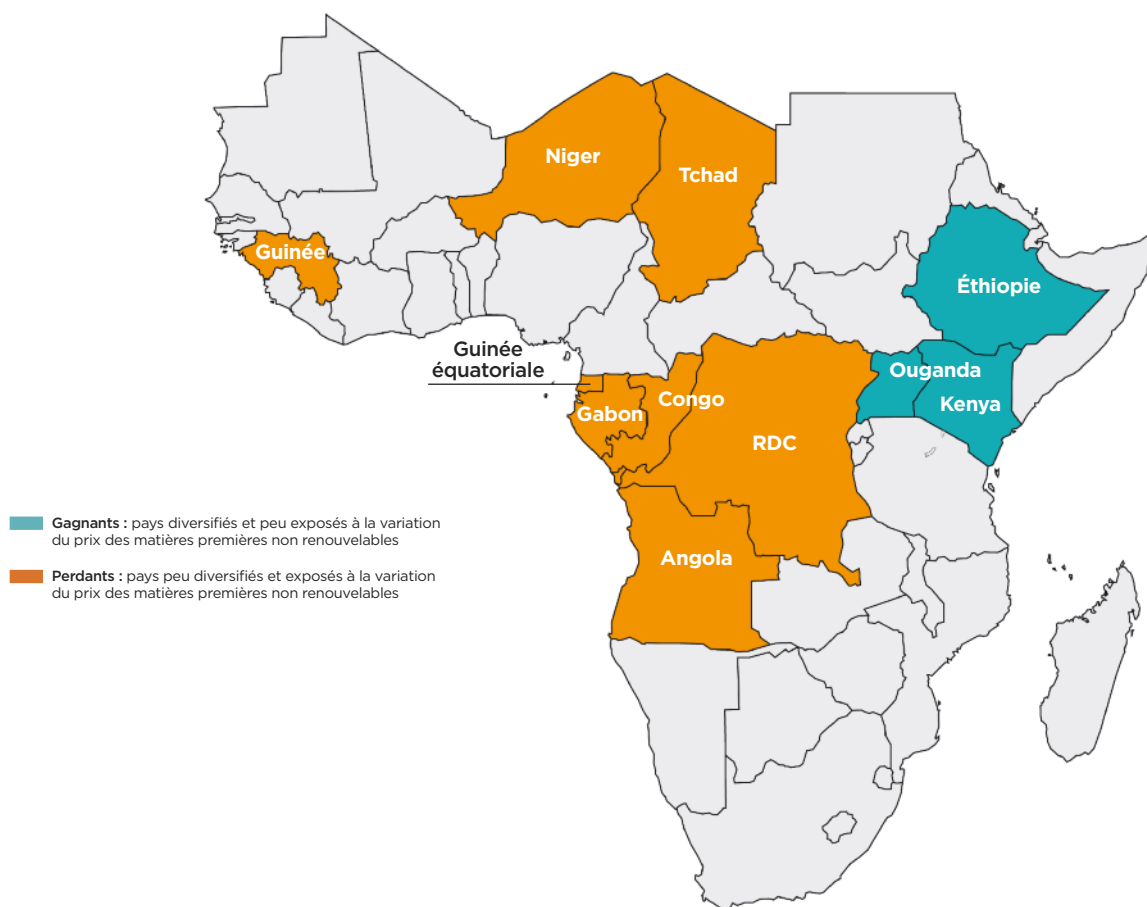 Niger
Tchad
Guinée
Éthiopie
Guinée
équatoriale
Ouganda
Congo
Kenya
Gabon
RDC
Gagnants : pays diversifiés et peu exposés à la variation
du prix des matières premières non renouvelables
Angola
Perdants : pays peu diversifiés et exposés à la variation
du prix des matières premières non renouvelables